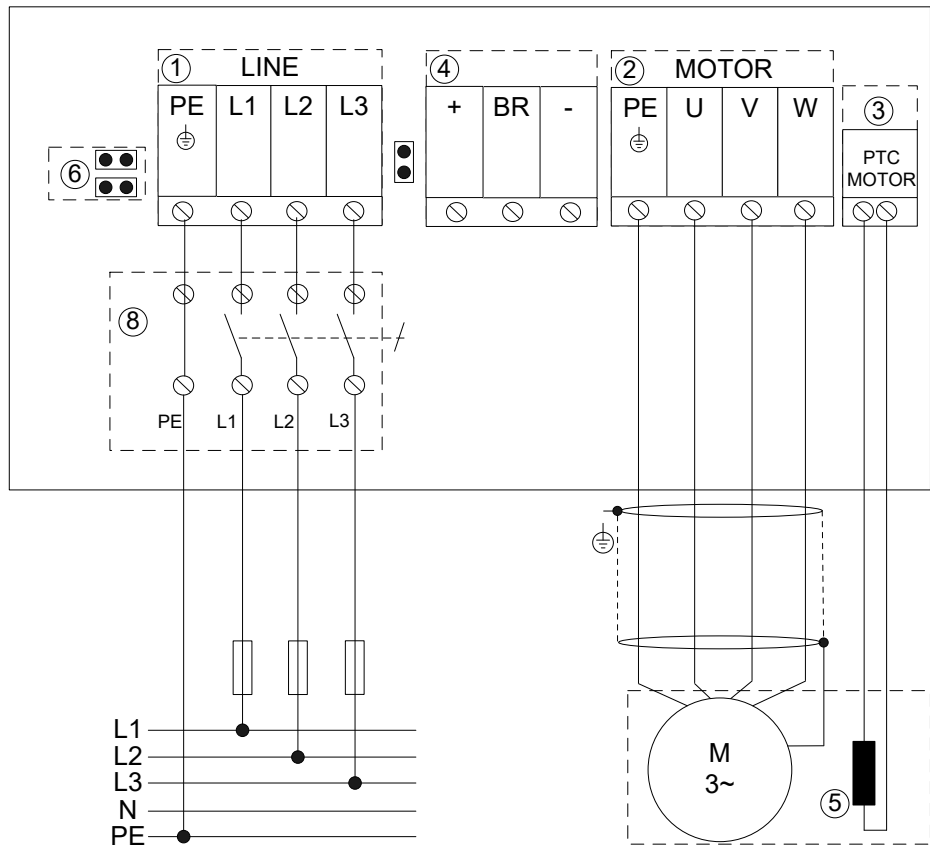 ① LINE
PE L1 L2 L3
④
+ BR -
② MOTOR
PE U V W
③
PTC
MOTOR
⑥
⑧
PE L1 L2 L3
L1
L2
L3
N
PE
M
3~
⑤